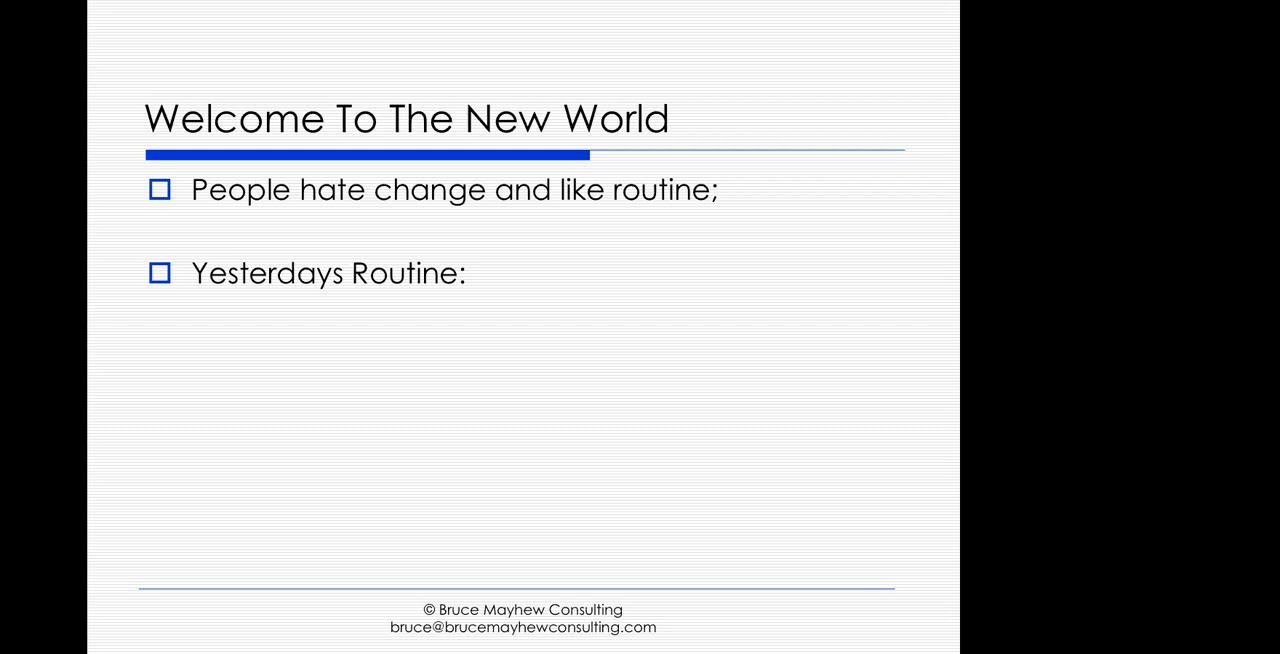 Welcome To The New World
People hate change and like routine;
Yesterdays Routine:
© Bruce Mayhew Consulting
bruce@brucemayhewconsulting.com